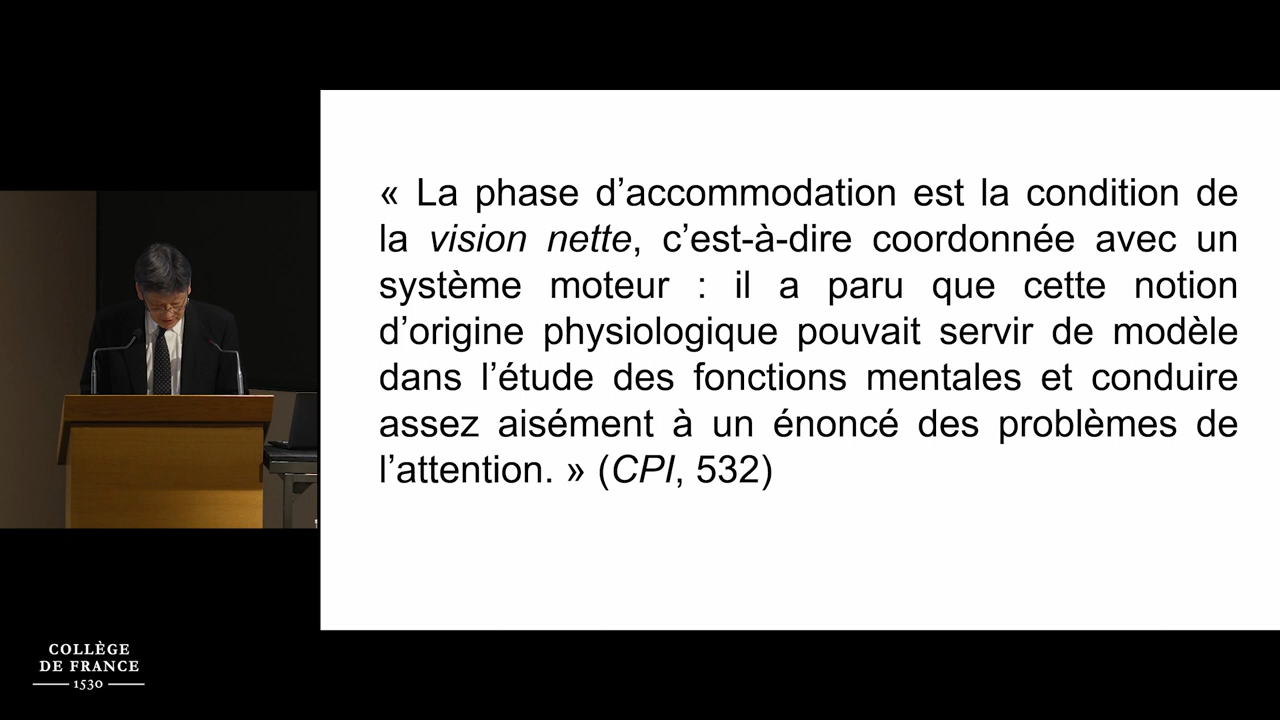 « La phase d’accommodation est la condition de
la vision nette, c’est-à-dire coordonnée avec un
système moteur : il a paru que cette notion
d’origine physiologique pouvait servir de modèle
dans l’étude des fonctions mentales et conduire
assez aisément à un énoncé des problèmes de
l’attention. » (CPI, 532)
COLLÈGE
DE FRANCE
1530